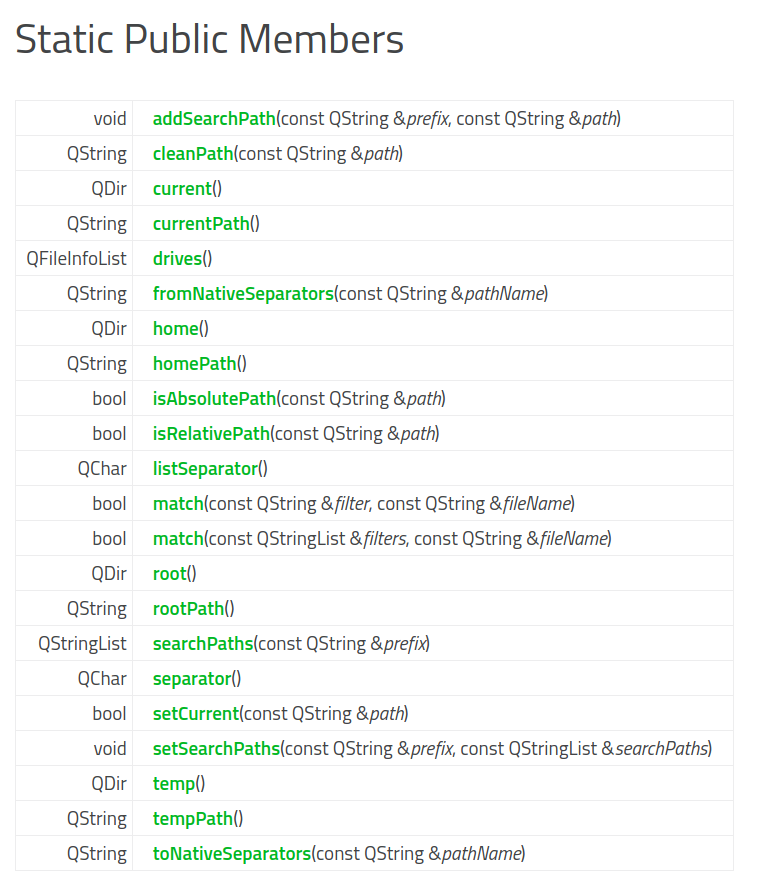 Static Public Members
void addSearchPath(const QString &prefix, const QString &path)
QString cleanPath(const QString &path)
QDir current()
QString currentPath()
QFileInfoList drives()
QString fromNativeSeparators(const QString &pathName)
QDir home()
QString homePath()
bool isAbsolutePath(const QString &path)
bool isRelativePath(const QString &path)
QChar listSeparator()
bool match(const QString &filter, const QString &fileName)
bool match(const QStringList &filters, const QString &fileName)
QDir root()
QString rootPath()
QStringList searchPaths(const QString &prefix)
QChar separator()
bool setCurrent(const QString &path)
void setSearchPaths(const QString &prefix, const QStringList &searchPaths)
QDir temp()
QString tempPath()
QString toNativeSeparators(const QString &pathName)